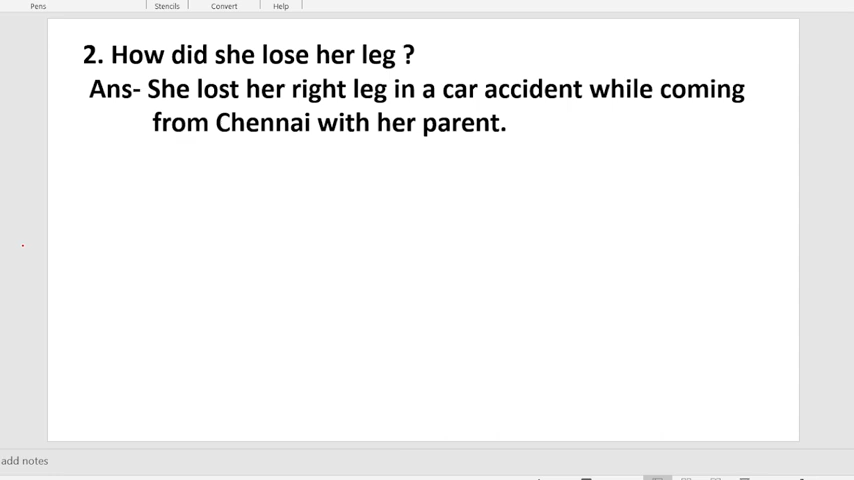 Pens Stencils Convert Help
2. How did she lose her leg ?
Ans- She lost her right leg in a car accident while coming
from Chennai with her parent.
add notes